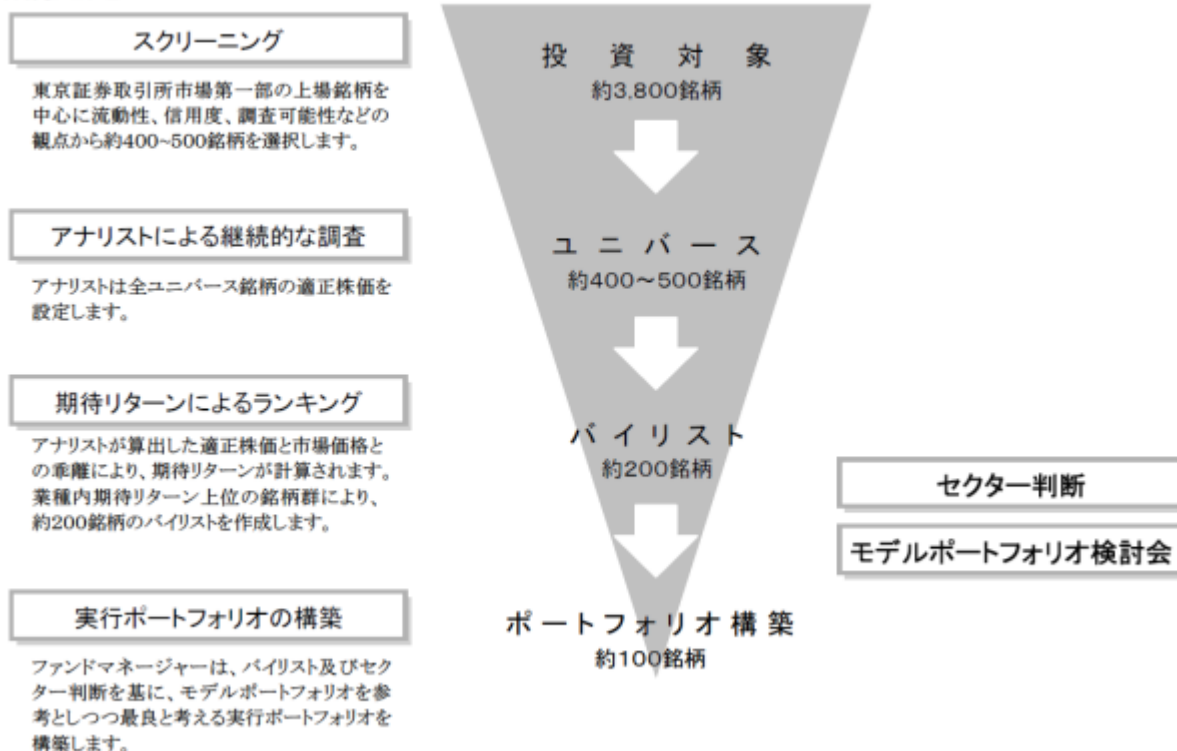 スクリーニング
東京証券取引所市場第一部の上場銘柄を
中心に流動性、信用度、調査可能性などの
観点から約400~500銘柄を選択します。
アナリストによる継続的な調査
アナリストは全ユニバース銘柄の適正株価を
設定します。
期待リターンによるランキング
アナリストが算出した適正株価と市場価格と
の乖離により、期待リターンが計算されます。
業種内期待リターン上位の銘柄群により、
約200銘柄のバイリストを作成します。
実行ポートフォリオの構築
ファンドマネージャーは、バイリスト及びセク
ター判断を基に、モデルポートフォリオを参
考としつつ最良と考える実行ポートフォリオを
構築します。
投資対象
約3,800銘柄
ユニバース
約400～500銘柄
バイリスト
約200銘柄
ポートフォリオ構築
約100銘柄
セクター判断
モデルポートフォリオ検討会